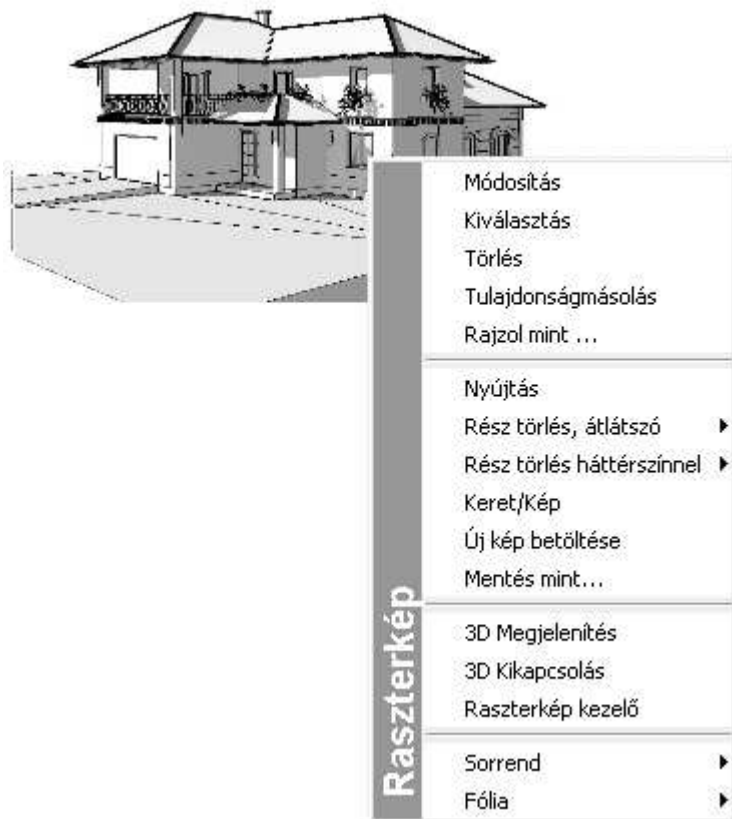 Módosítás
Kiválasztás
Törlés
Tulajdonságmásolás
Rajzol mint ...
Nyújtás
Rész törlés, átlátszó
Rész törlés háttérszínnel
Keret/Kép
Új kép betöltése
Mentés mint...
3D Megjelenítés
3D Kikapcsolás
Raszterkép kezelő
Sorrend
Fólia
Raszterkép